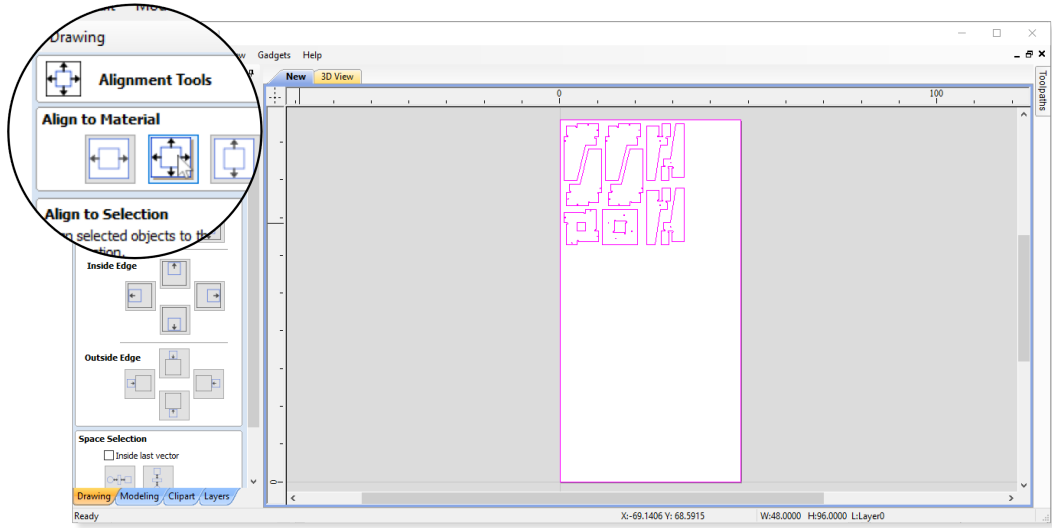 Drawing
Gadgets Help
Alignment Tools
New 3D View
Toolpaths
0 100
Align to Material
Align to Selection
selected objects to the
Inside Edge
Outside Edge
Space Selection
Inside last vector
0
Drawing Modeling Clipart Layers
Ready X:-69.1406 Y: 68.5915 W:48.0000 H:96.0000 L:Layer0